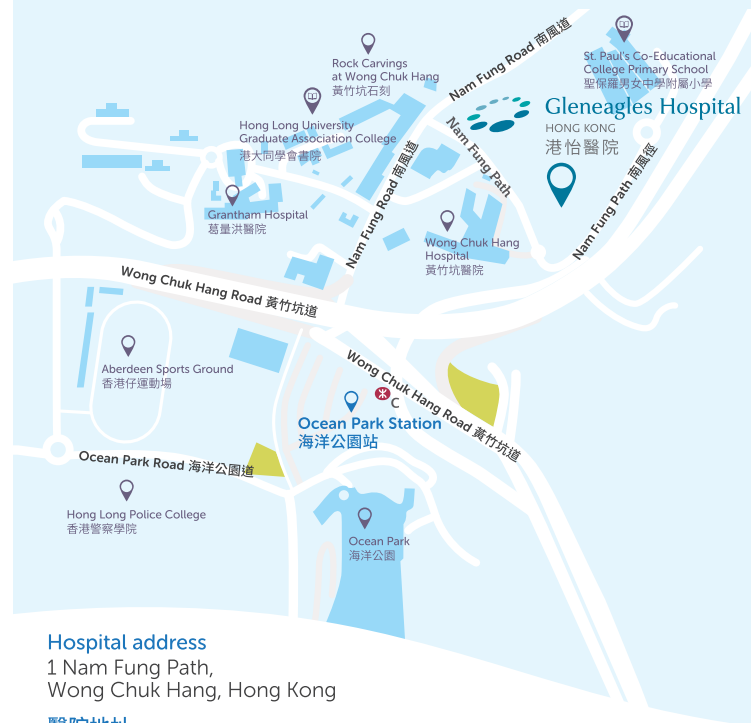 Nam Fung Road 南風道
St. Paul's Co-Educational
College Primary School
聖保羅男女中學附屬小學
Rock Carvings
at Wong Chuk Hang
黃竹坑石刻
Gleneagles Hospital
HONG KONG
港怡醫院
Hong Long University
Graduate Association College
港大同學會書院
Nam Fung Path
Nam Fung Road 南風道
Nam Fung Path 南風徑
Grantham Hospital
葛量洪醫院
Wong Chuk Hang
Hospital
黃竹坑醫院
Wong Chuk Hang Road 黃竹坑道
Aberdeen Sports Ground
香港仔運動場
Wong Chuk Hang Road 黃竹坑道
C
Ocean Park Station
海洋公園站
Ocean Park Road 海洋公園道
Hong Long Police College
香港警察學院
Ocean Park
海洋公園
Hospital address
1 Nam Fung Path,
Wong Chuk Hang, Hong Kong
醫院地址